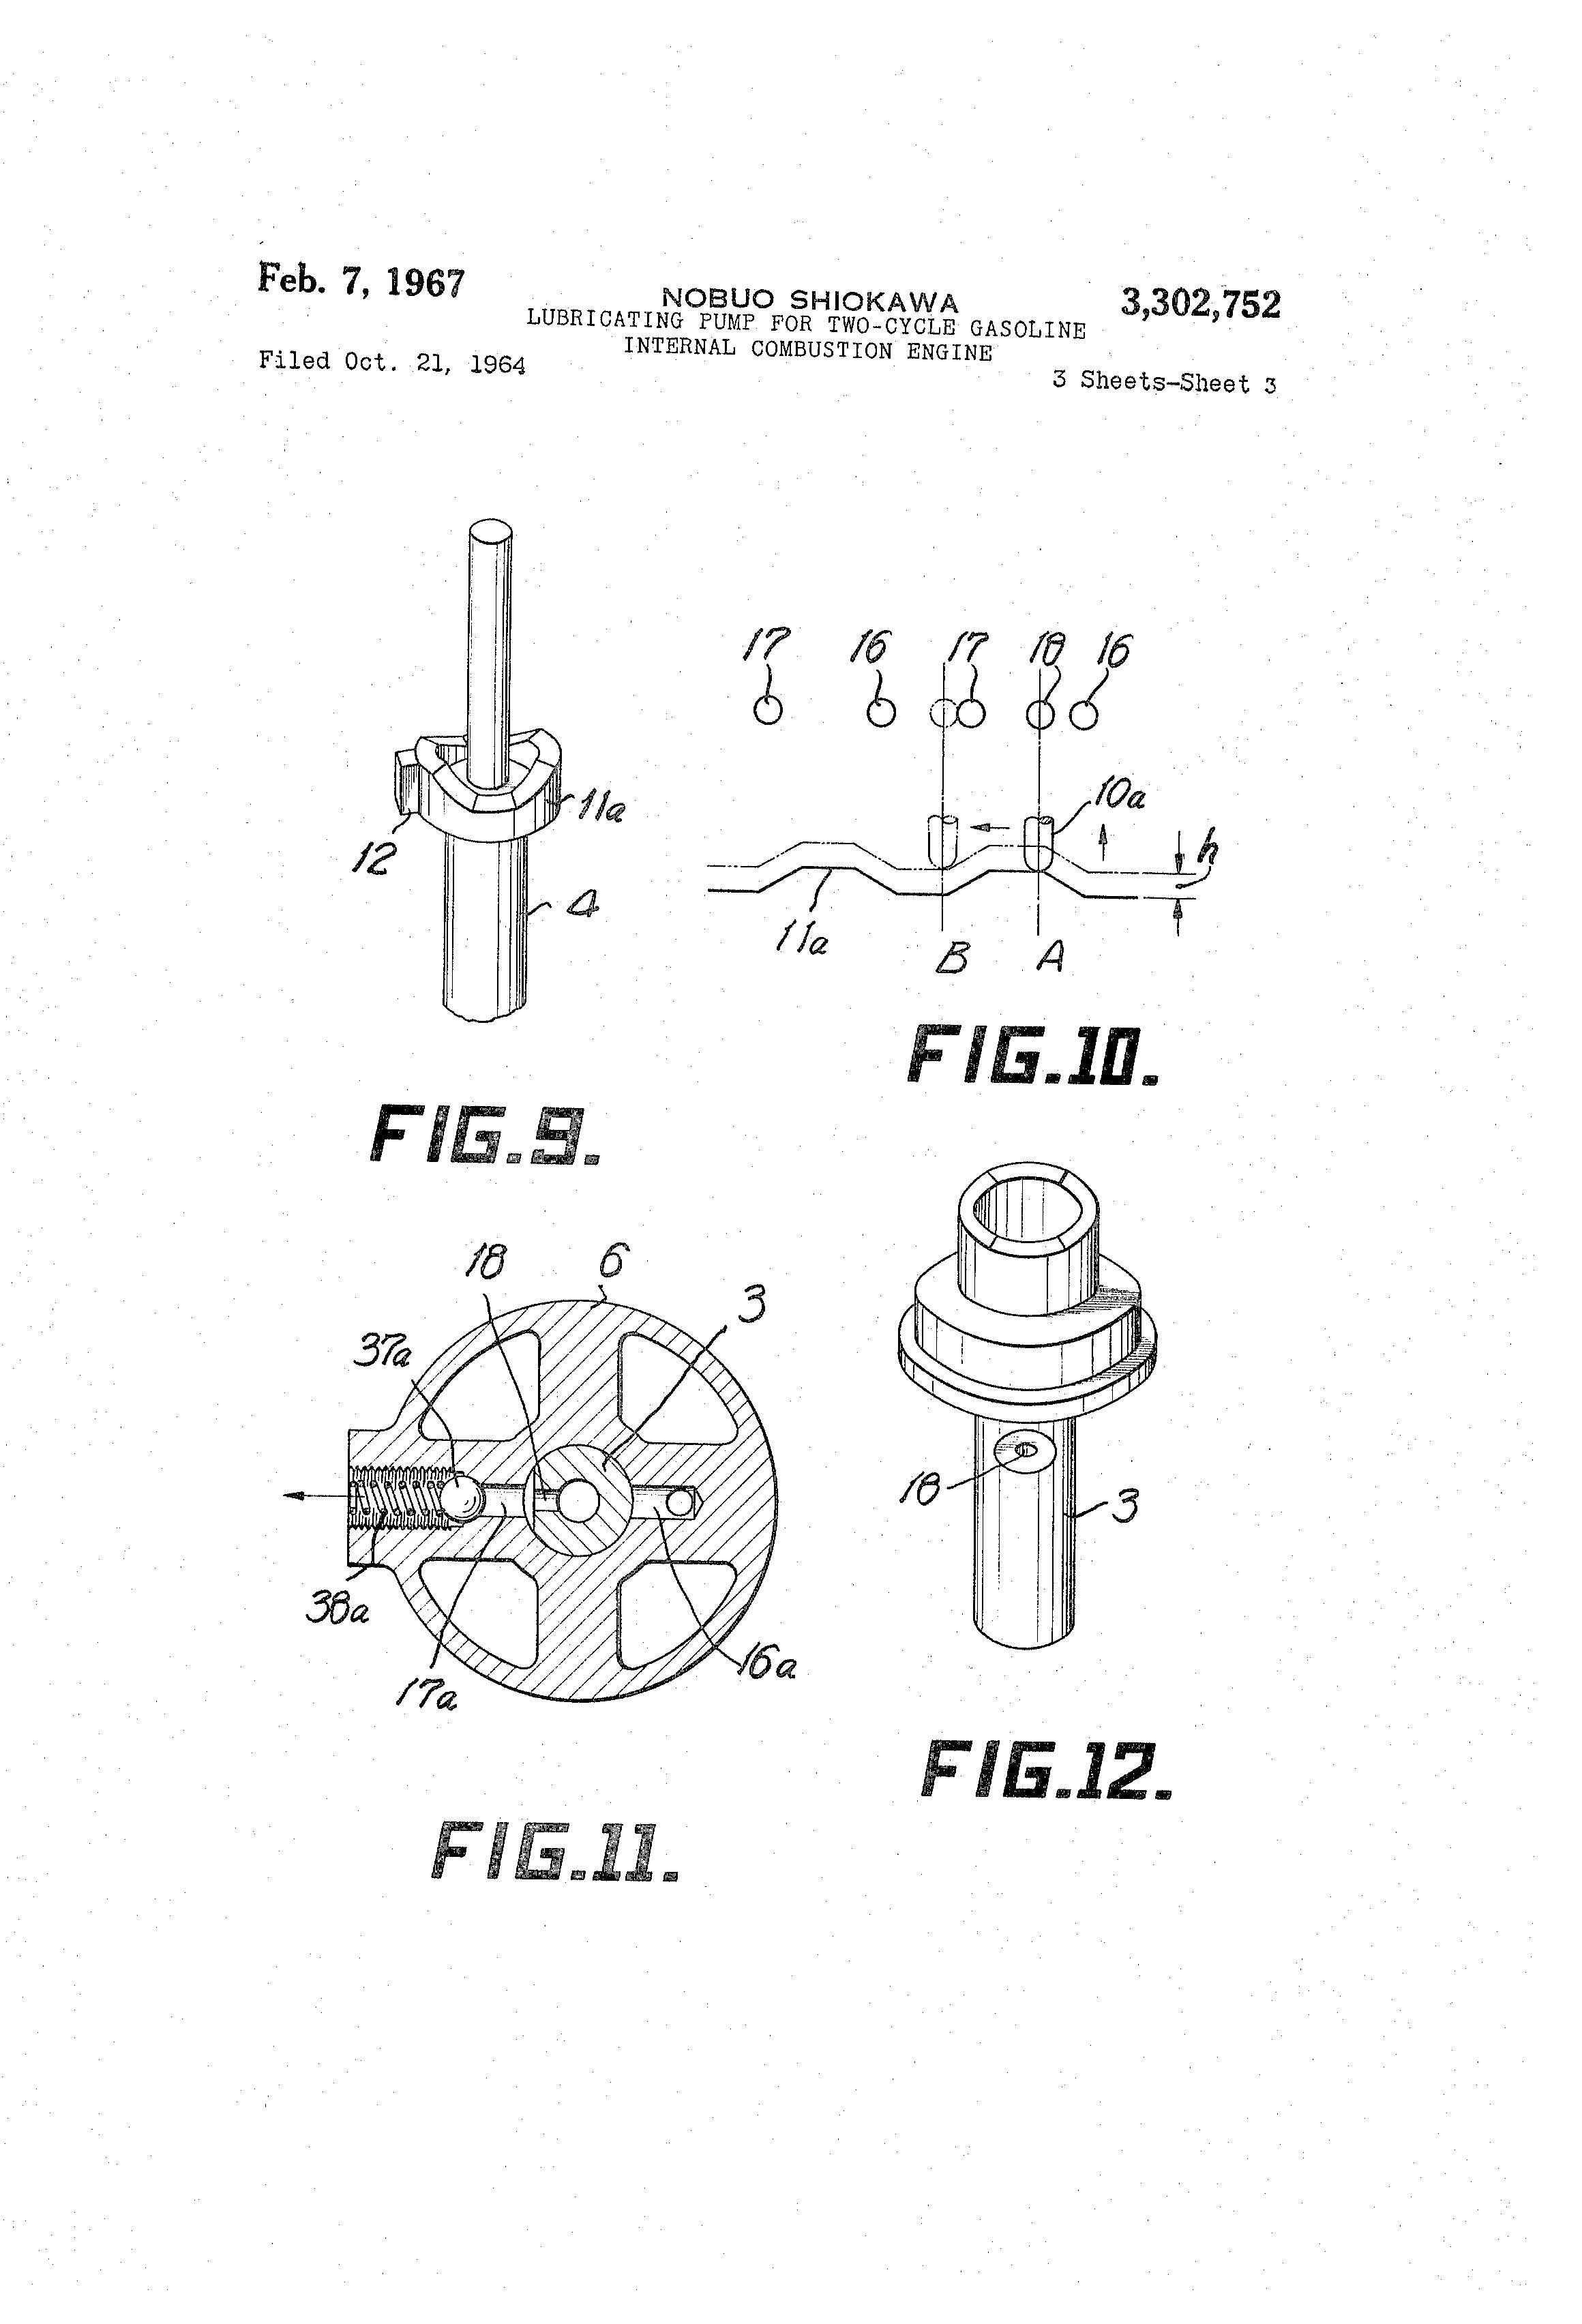 Feb. 7, 1967
NOBUO SHIOKAWA
3,302,752
LUBRICATING PUMP FOR TWO-CYCLE GASOLINE
INTERNAL COMBUSTION ENGINE
Filed Oct. 21, 1964
3 Sheets-Sheet 3
11a
12
4
FIG.9.
17
16
17
18
16
10a
h
11a
B
A
FIG.10.
18
6
3
37a
38a
17a
16a
FIG.11.
18
3
FIG.12.